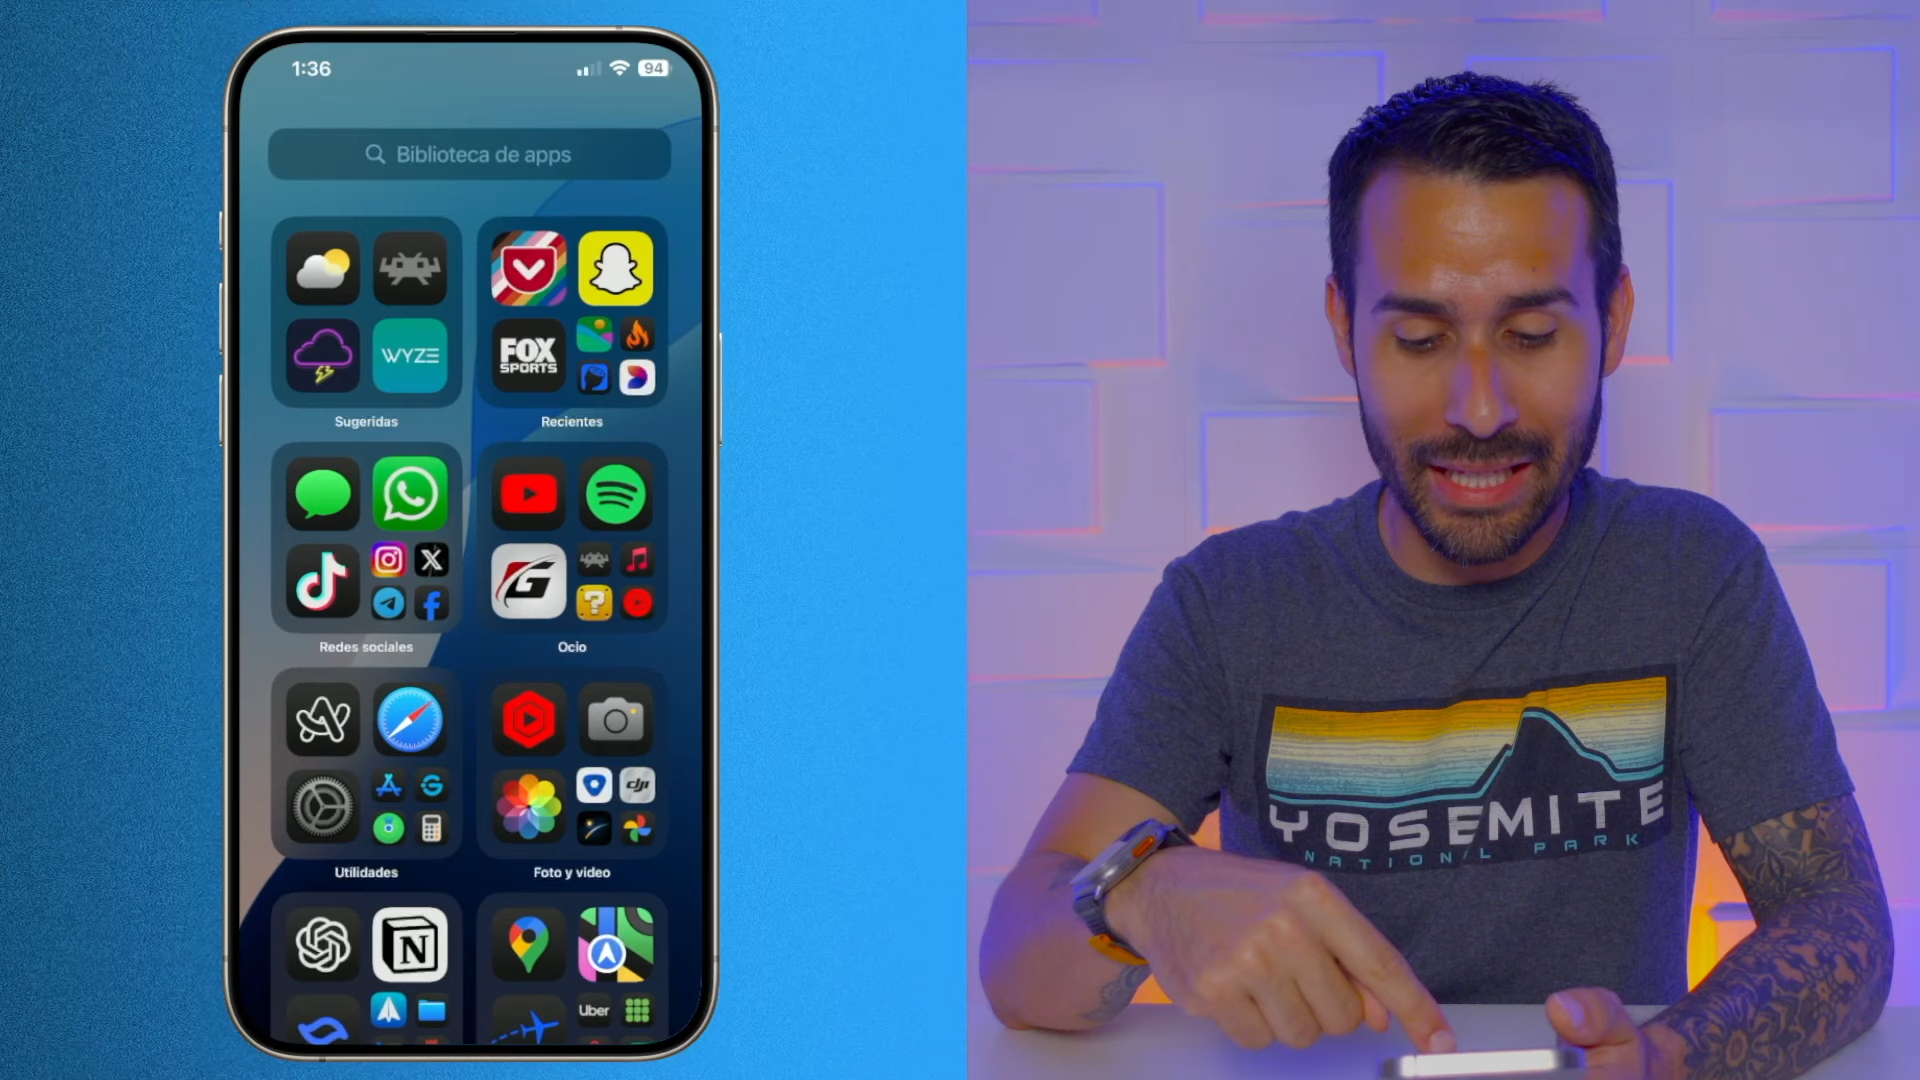 1:36
94
Biblioteca de apps
WYZE
FOX
SPORTS
Sugeridas
Recientes
G
?
Redes sociales
Ocio
dji
Utilidades
Foto y video
N
Uber
YOSEMITE
NATIONAL PARK